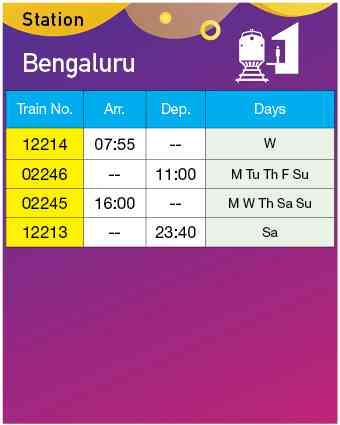 Station
Bengaluru
1
Train No. Arr. Dep. Days
12214 07:55 -- W
02246 -- 11:00 M Tu Th F Su
02245 16:00 -- M W Th Sa Su
12213 -- 23:40 Sa